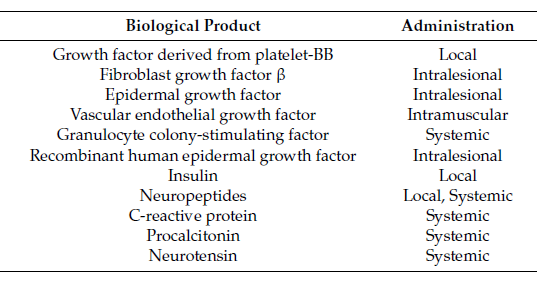 Biological Product Administration
Growth factor derived from platelet-BB Local
Fibroblast growth factor β Intralesional
Epidermal growth factor Intralesional
Vascular endothelial growth factor Intramuscular
Granulocyte colony-stimulating factor Systemic
Recombinant human epidermal growth factor Intralesional
Insulin Local
Neuropeptides Local, Systemic
C-reactive protein Systemic
Procalcitonin Systemic
Neurotensin Systemic